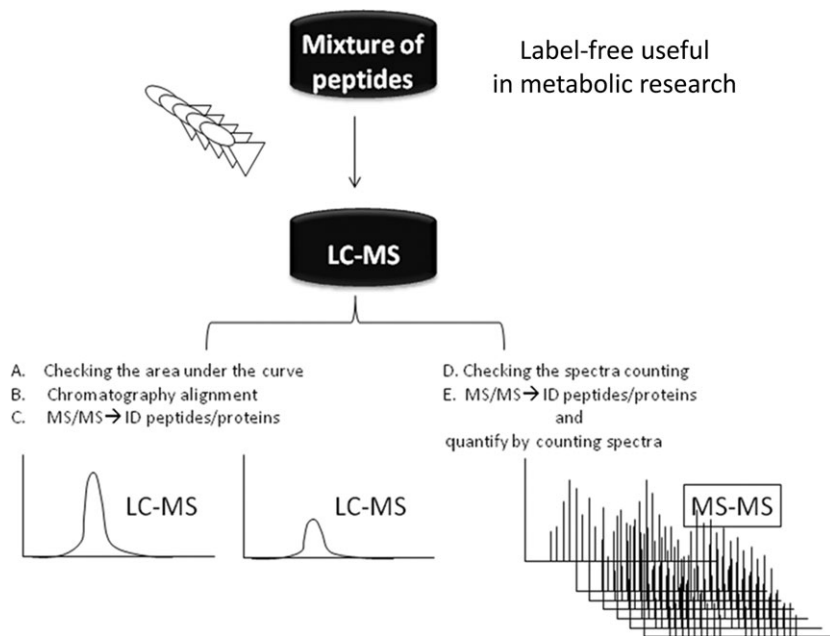 Mixture of
peptides
Label-free useful
in metabolic research
LC-MS
A. Checking the area under the curve
B. Chromatography alignment
C. MS/MS→ID peptides/proteins
D. Checking the spectra counting
E. MS/MS→ID peptides/proteins
and
quantify by counting spectra
LC-MS
LC-MS
MS-MS